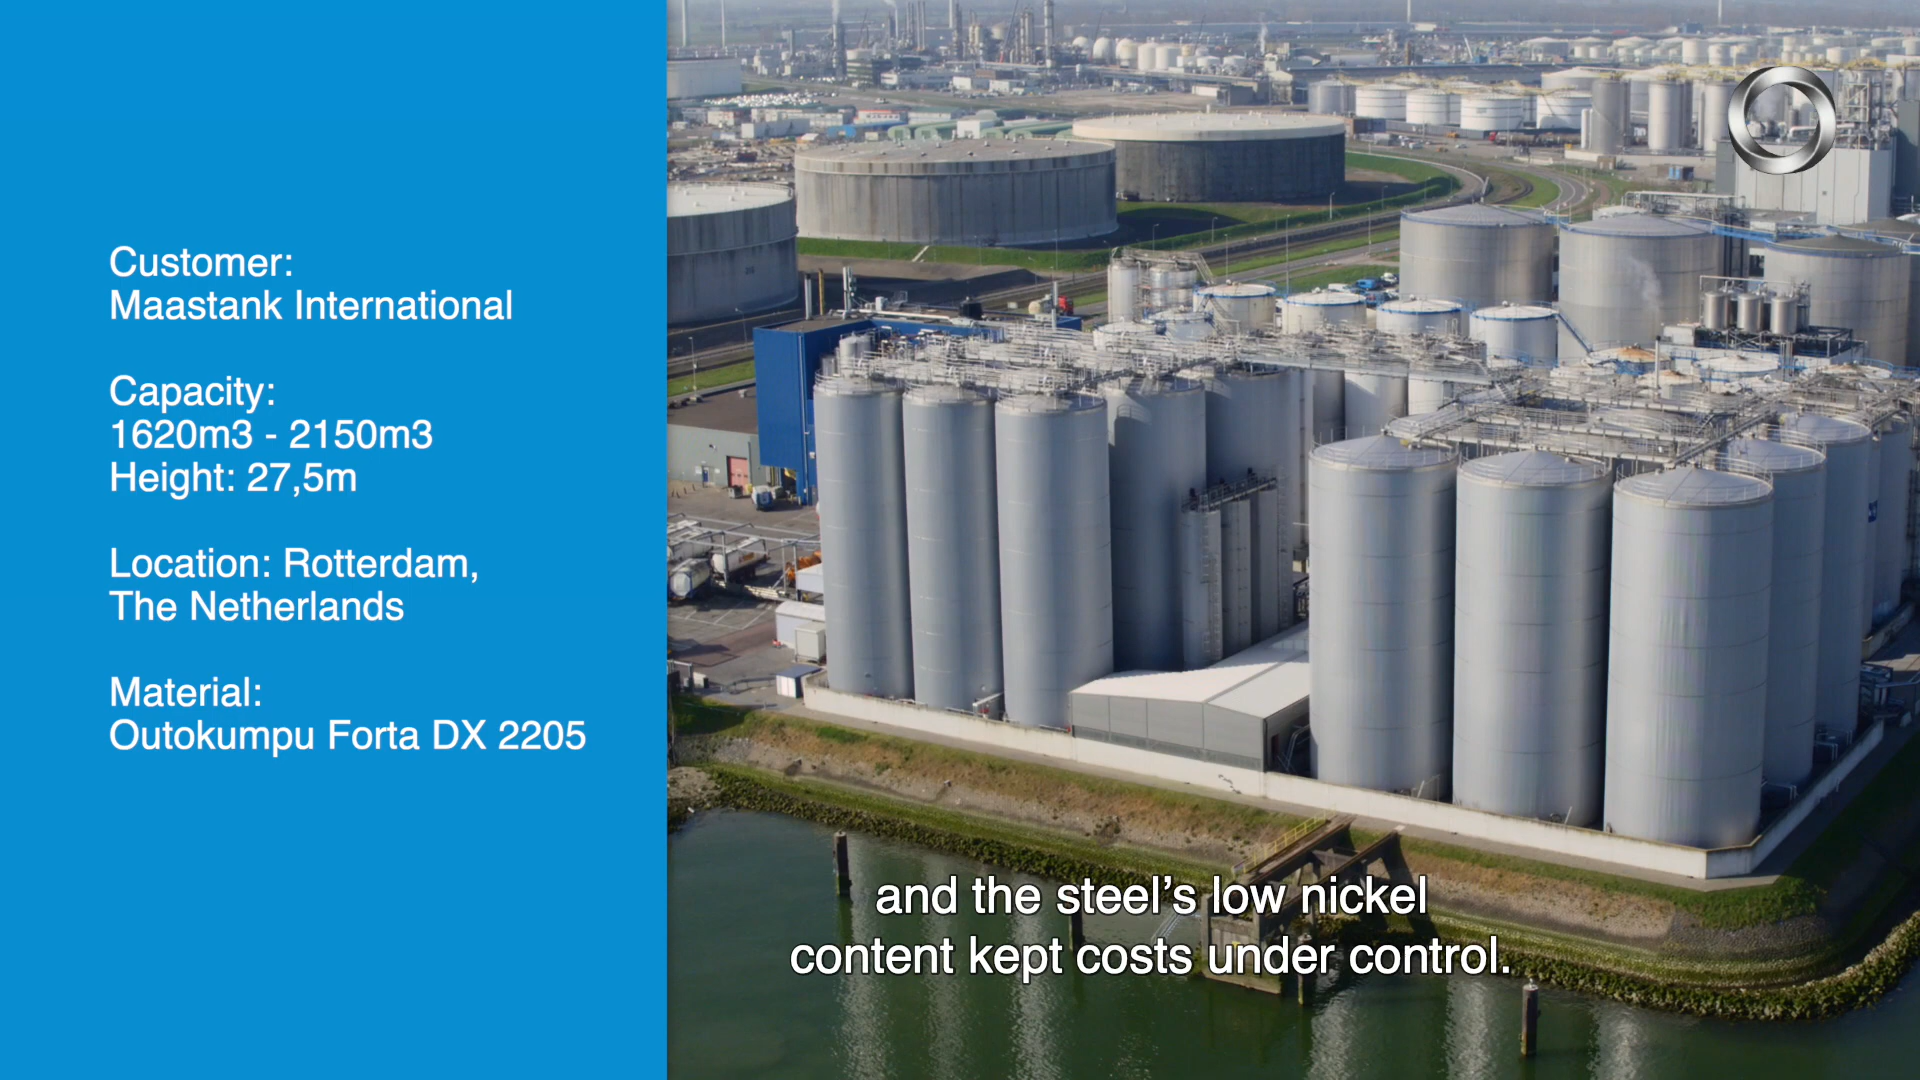 Customer:
Maastank International
Capacity:
1620m3 - 2150m3
Height: 27,5m
Location: Rotterdam,
The Netherlands
Material:
Outokumpu Forta DX 2205
and the steel’s low nickel
content kept costs under control.